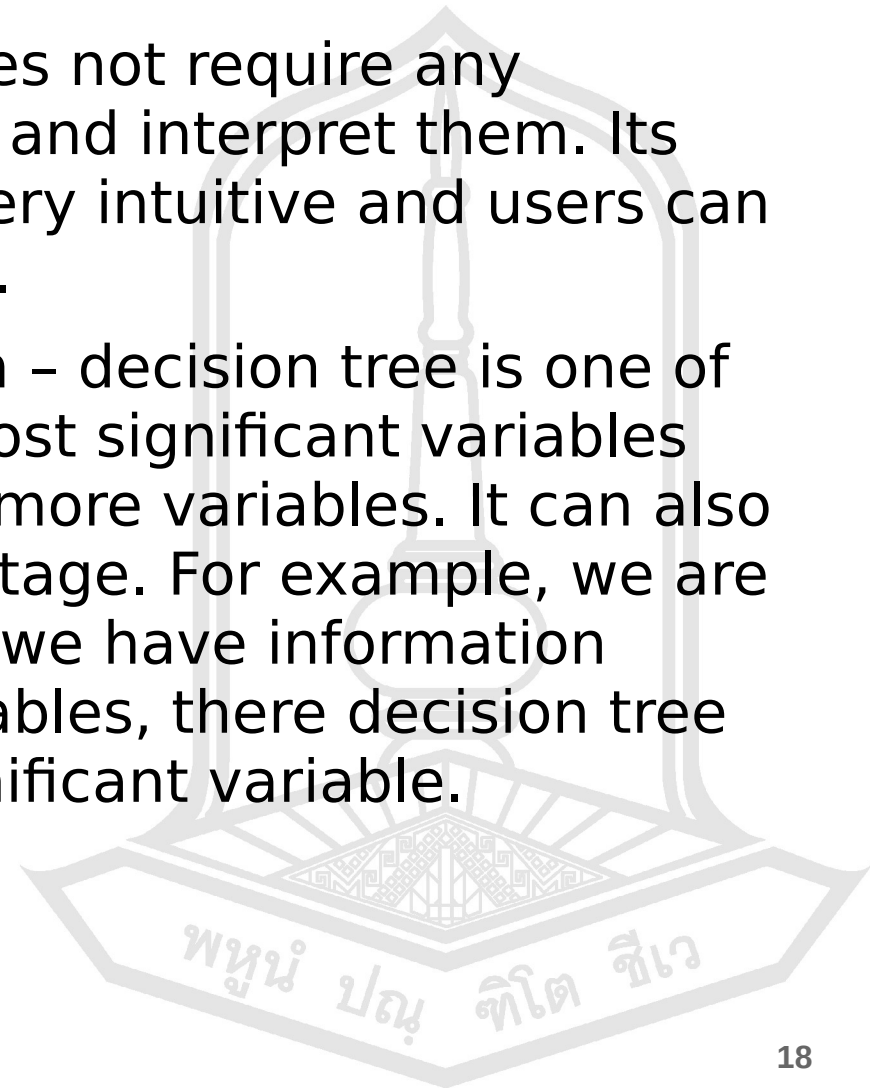 es not require any
and interpret them. Its
ery intuitive and users can
.
n – decision tree is one of
ost significant variables
more variables. It can also
tage. For example, we are
we have information
ables, there decision tree
nificant variable.
พหูนํ ปณฺ ฑิโต ชีเว
18